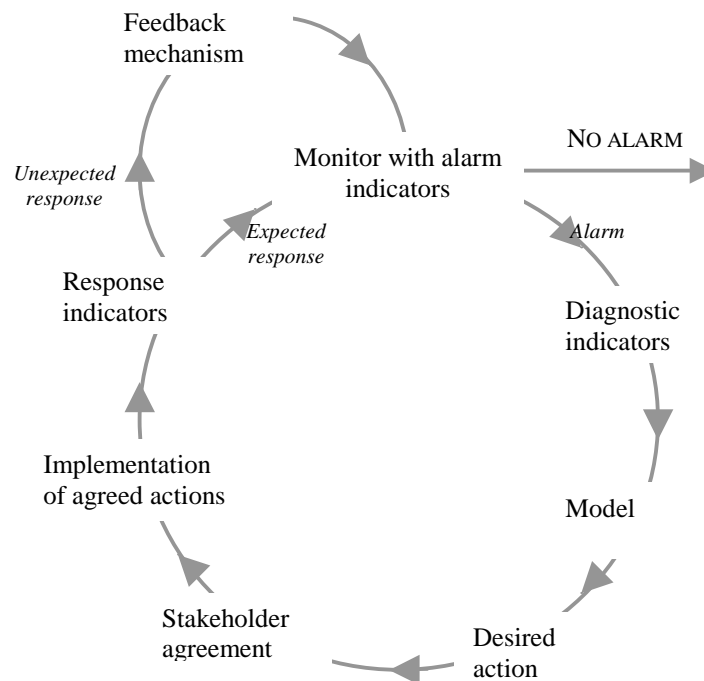 Feedback
mechanism
NO ALARM
Monitor with alarm
indicators
Unexpected
response
Expected
response
Alarm
Response
indicators
Diagnostic
indicators
Implementation
of agreed actions
Model
Stakeholder
agreement
Desired
action